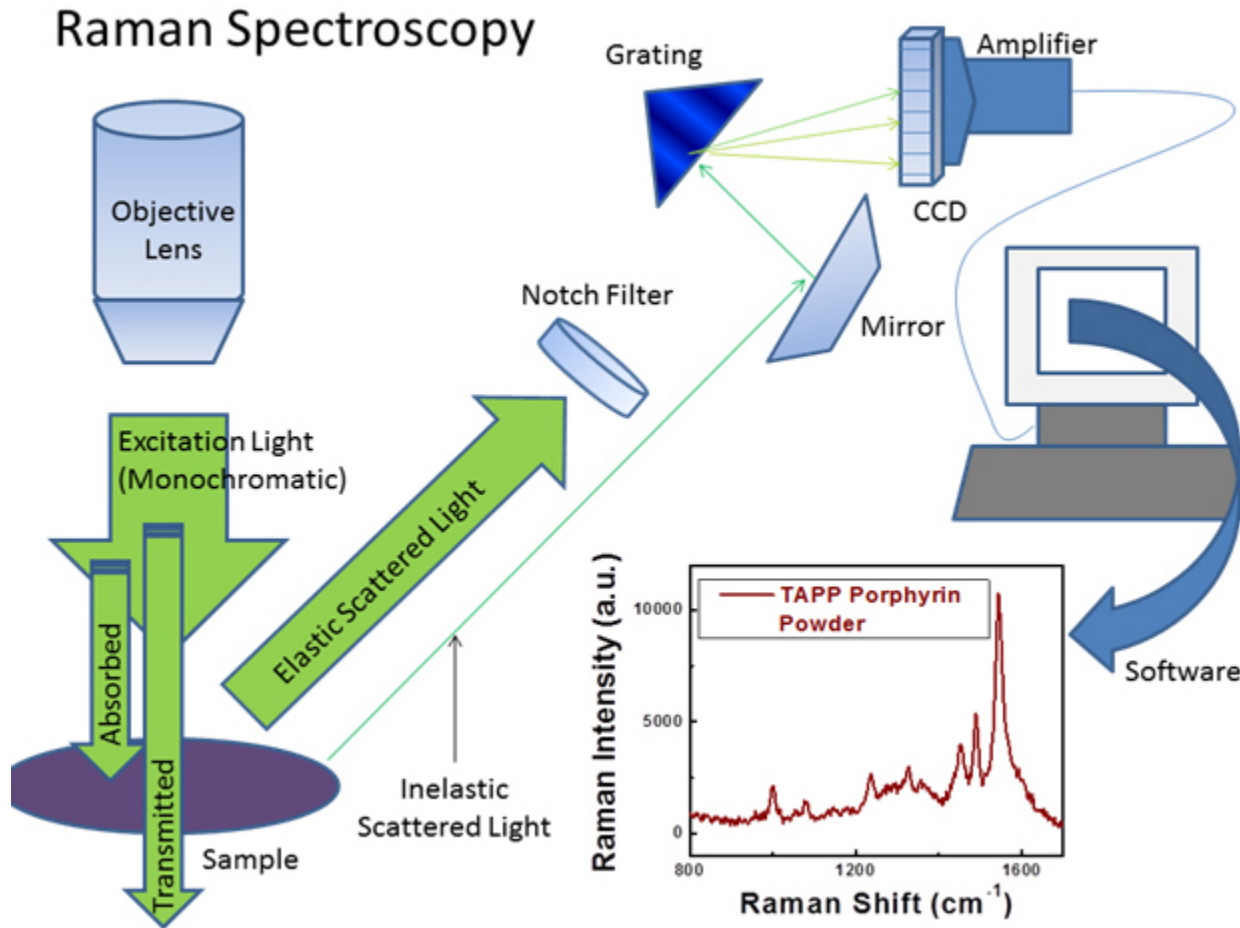 Raman Spectroscopy
Grating
Amplifier
Objective
Lens
CCD
Notch Filter
Mirror
Excitation Light
(Monochromatic)
Elastic Scattered Light
Absorbed
Transmitted
Sample
Inelastic
Scattered Light
Software
TAPP Porphyrin
Powder
Raman Intensity (a.u.)
10000
5000
0
800
1200
1600
Raman Shift (cm⁻¹)